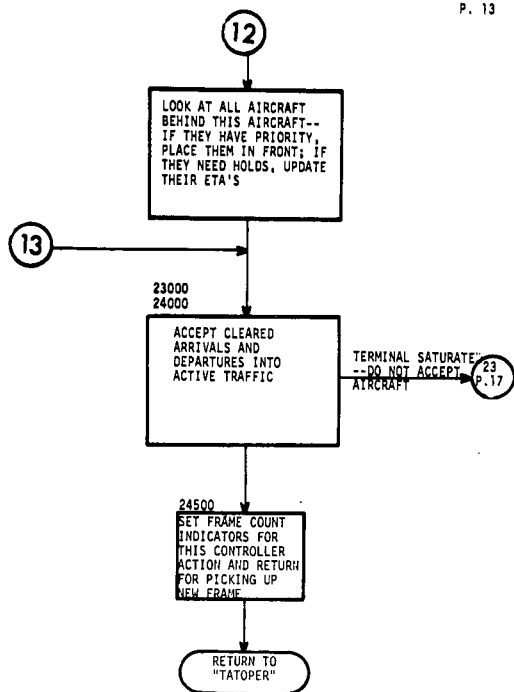 P. 13
12
LOOK AT ALL AIRCRAFT
BEHIND THIS AIRCRAFT--
IF THEY HAVE PRIORITY,
PLACE THEM IN FRONT; IF
THEY NEED HOLDS, UPDATE
THEIR ETA'S
13
23000
24000
ACCEPT CLEARED
ARRIVALS AND
DEPARTURES INTO
ACTIVE TRAFFIC
TERMINAL SATURATE"
--DO NOT ACCEPT
AIRCRAFT
23
P.17
24500
SET FRAME COUNT
INDICATORS FOR
THIS CONTROLLER
ACTION AND RETURN
FOR PICKING UP
NEW FRAME
RETURN TO
"TATOPER"